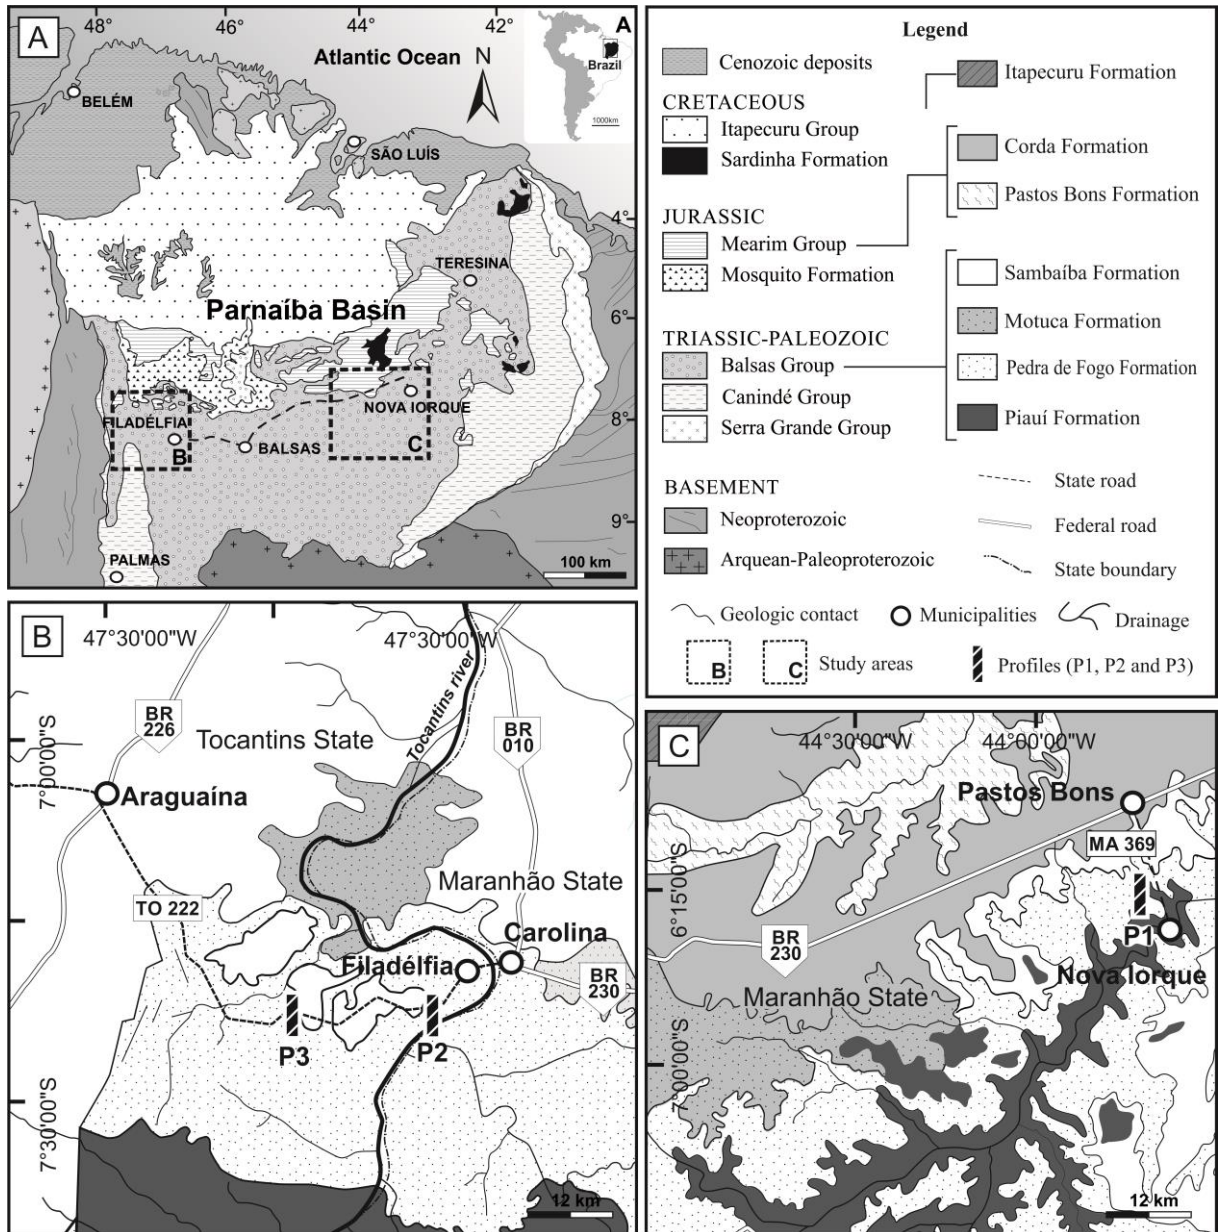 A
48°
46°
44°
42°
Atlantic Ocean
N
A
Brazil
1000km
BELÉM
SÃO LUÍS
4°
TERESINA
Parnaíba Basin
6°
FILADÉLFIA
NOVA IORQUE
8°
BALSAS
B
C
9°
PALMAS
100 km
Legend
Cenozoic deposits
CRETACEOUS
Itapecuru Group
Sardinha Formation
JURASSIC
Mearim Group
Mosquito Formation
TRIASSIC-PALEOZOIC
Balsas Group
Canindé Group
Serra Grande Group
BASEMENT
Neoproterozoic
Arquean-Paleoproterozoic
Itapecuru Formation
Corda Formation
Pastos Bons Formation
Sambaíba Formation
Motuca Formation
Pedra de Fogo Formation
Piauí Formation
State road
Federal road
State boundary
Geologic contact
Municipalities
Drainage
B
C
Study areas
Profiles (P1, P2 and P3)
B
47°30'00"W
47°30'00"W
BR
226
Tocantins State
Tocantins river
BR
010
7°00'00"S
Araguaína
Maranhão State
TO 222
Carolina
Filadélfia
BR
230
P3
P2
7°30'00"S
12 km
C
44°30'00"W
44°00'00"W
Pastos Bons
MA 369
6°15'00"S
P1
BR
230
Nova Iorque
Maranhão State
7°00'00"S
12 km